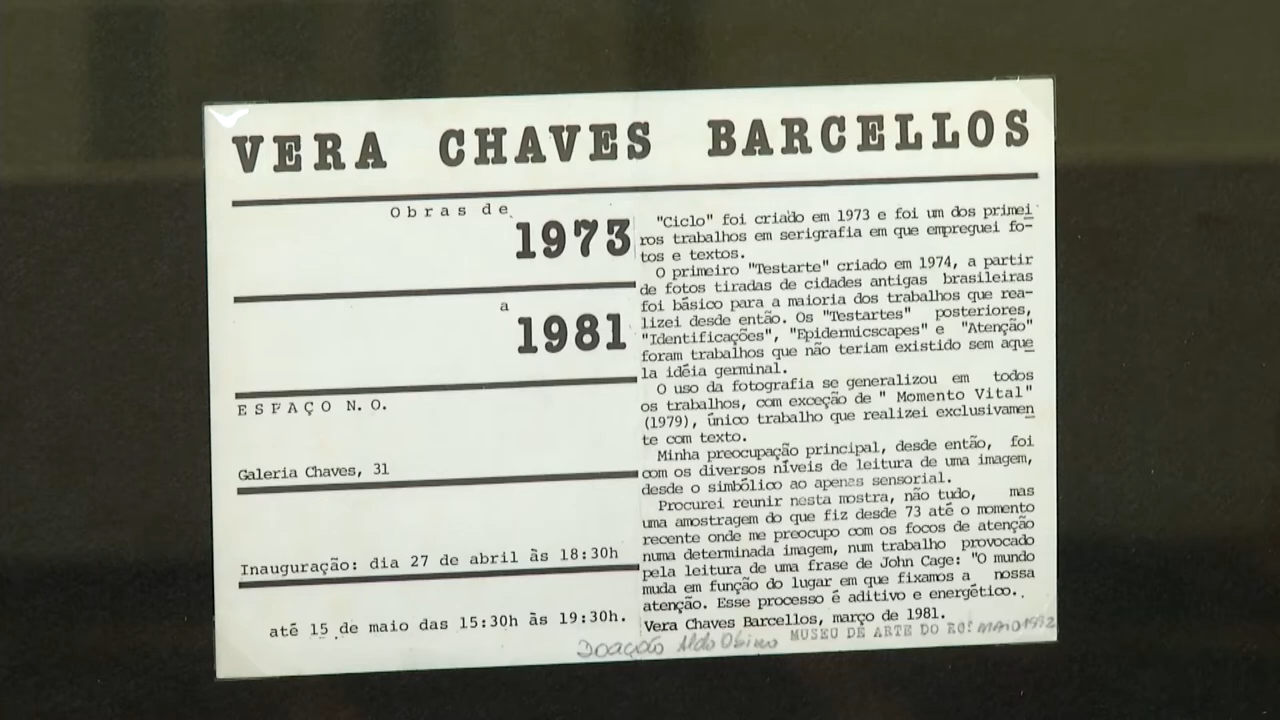 VERA CHAVES BARCELLOS
Obras de
1973
a
1981
ESPAÇO N.O.
Galeria Chaves, 31
Inauguração: dia 27 de abril às 18:30h
até 15 de maio das 15:30h às 19:30h.
"Ciclo" foi criado em 1973 e foi um dos primei
ros trabalhos em serigrafia em que empreguei fo-
tos e textos.
O primeiro "Testarte" criado em 1974, a partir
de fotos tiradas de cidades antigas brasileiras
foi básico para a maioria dos trabalhos que rea-
lizei desde então. Os "Testartes" posteriores,
"Identificações", "Epidermicscapes" e "Atenção"
foram trabalhos que não teriam existido sem aque
la idéia germinal.
O uso da fotografia se generalizou em todos
os trabalhos, com exceção de " Momento Vital"
(1979), único trabalho que realizei exclusivamen
te com texto.
Minha preocupação principal, desde então, foi
com os diversos níveis de leitura de uma imagem,
desde o simbólico ao apenas sensorial.
Procurei reunir nesta mostra, não tudo, mas
uma amostragem do que fiz desde 73 até o momento
recente onde me preocupo com os focos de atenção
numa determinada imagem, num trabalho provocado
pela leitura de uma frase de John Cage: "O mundo
muda em função do lugar em que fixamos a nossa
atenção. Esse processo é aditivo e energético..
Vera Chaves Barcellos, março de 1981.
Doação Aldo Obino
MUSEU DE ARTE DO